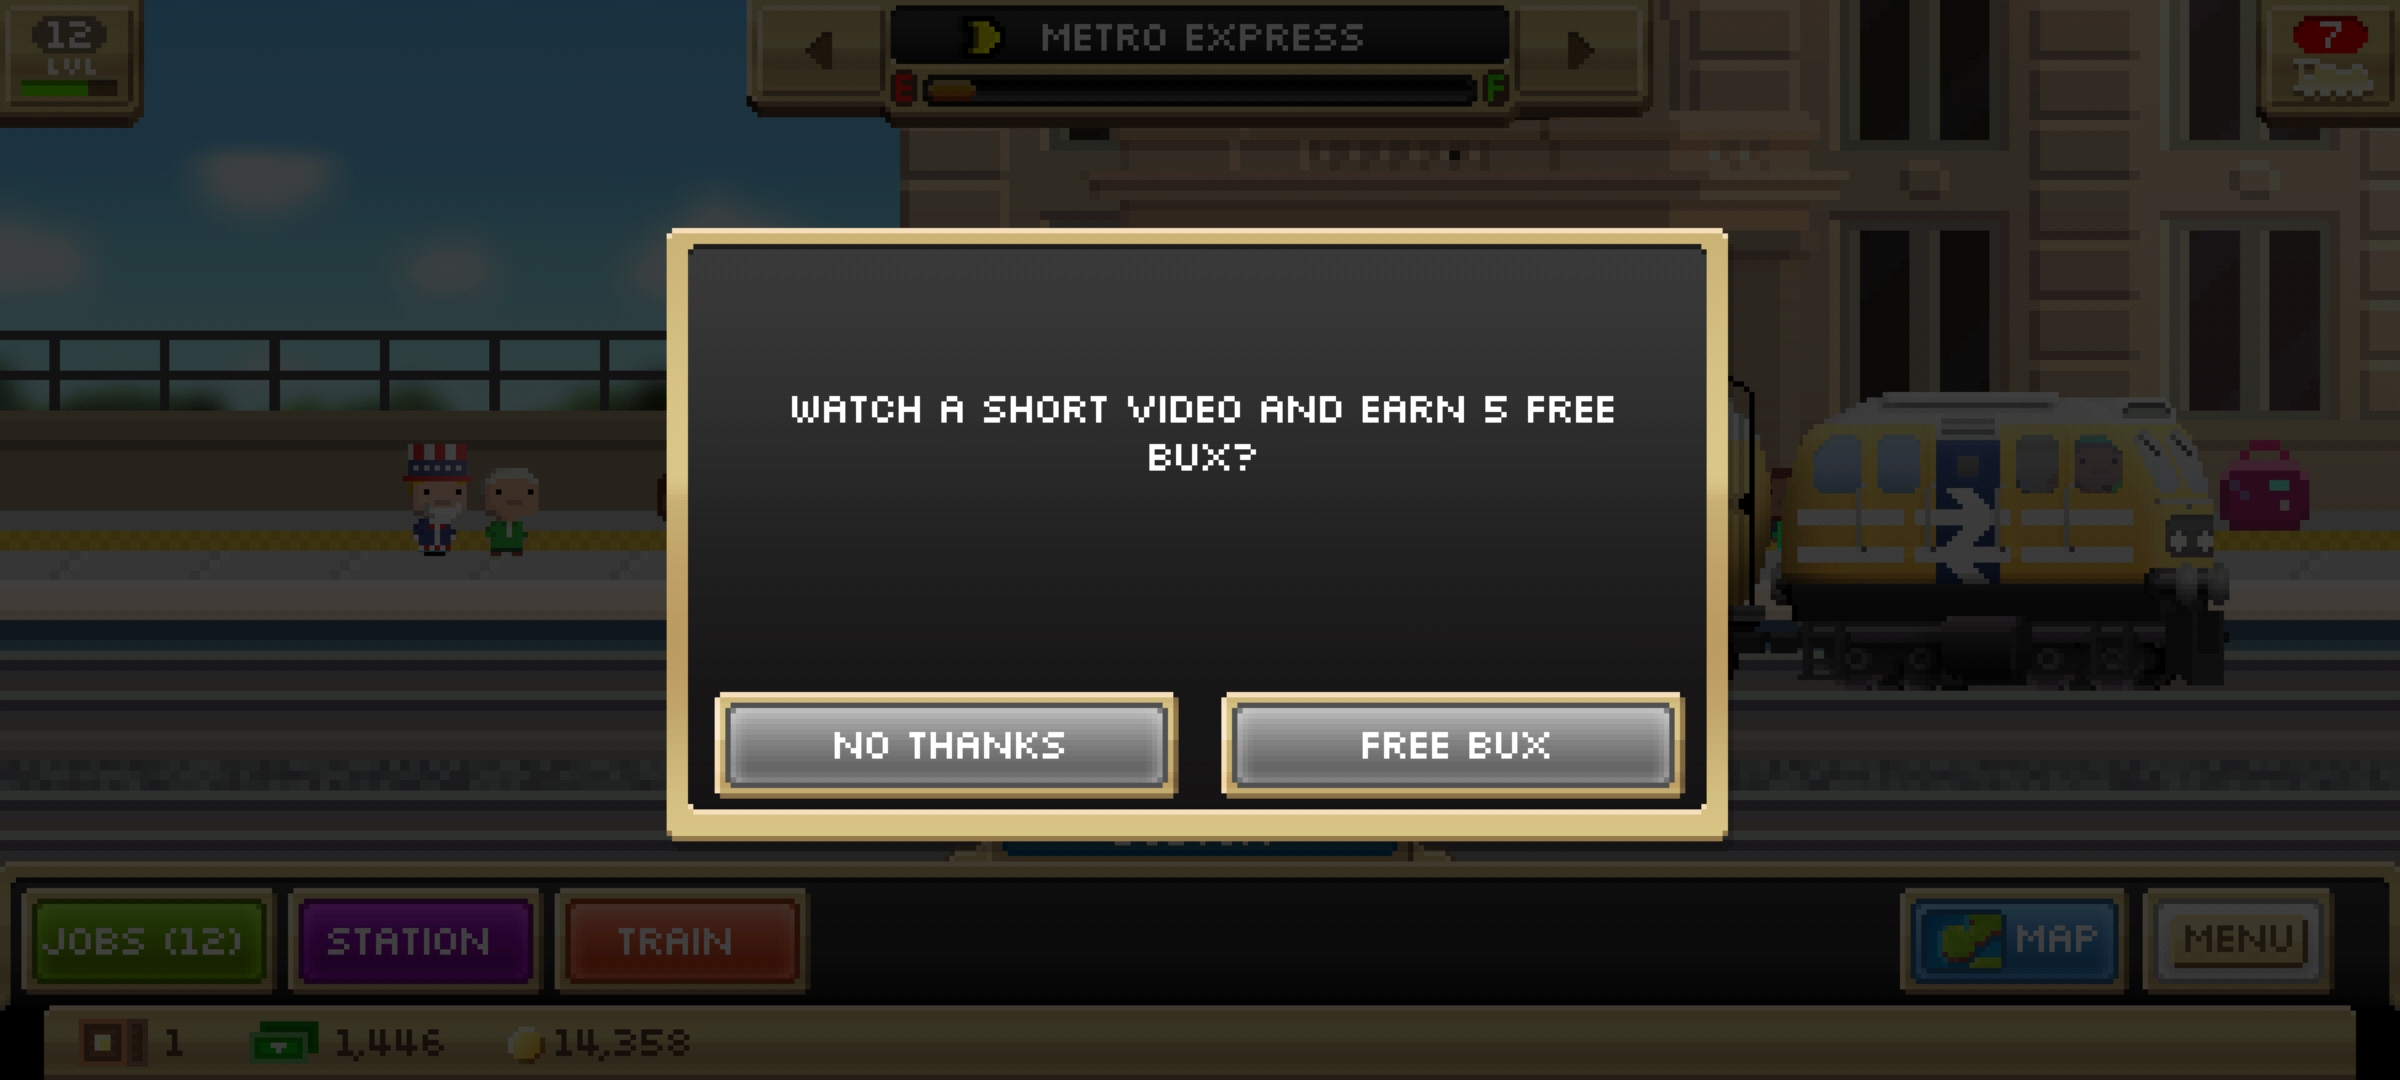 12
LVL
METRO EXPRESS
E F
7
WATCH A SHORT VIDEO AND EARN 5 FREE
BUX?
NO THANKS FREE BUX
JOBS (12) STATION TRAIN MAP MENU
1 1,446 14,358